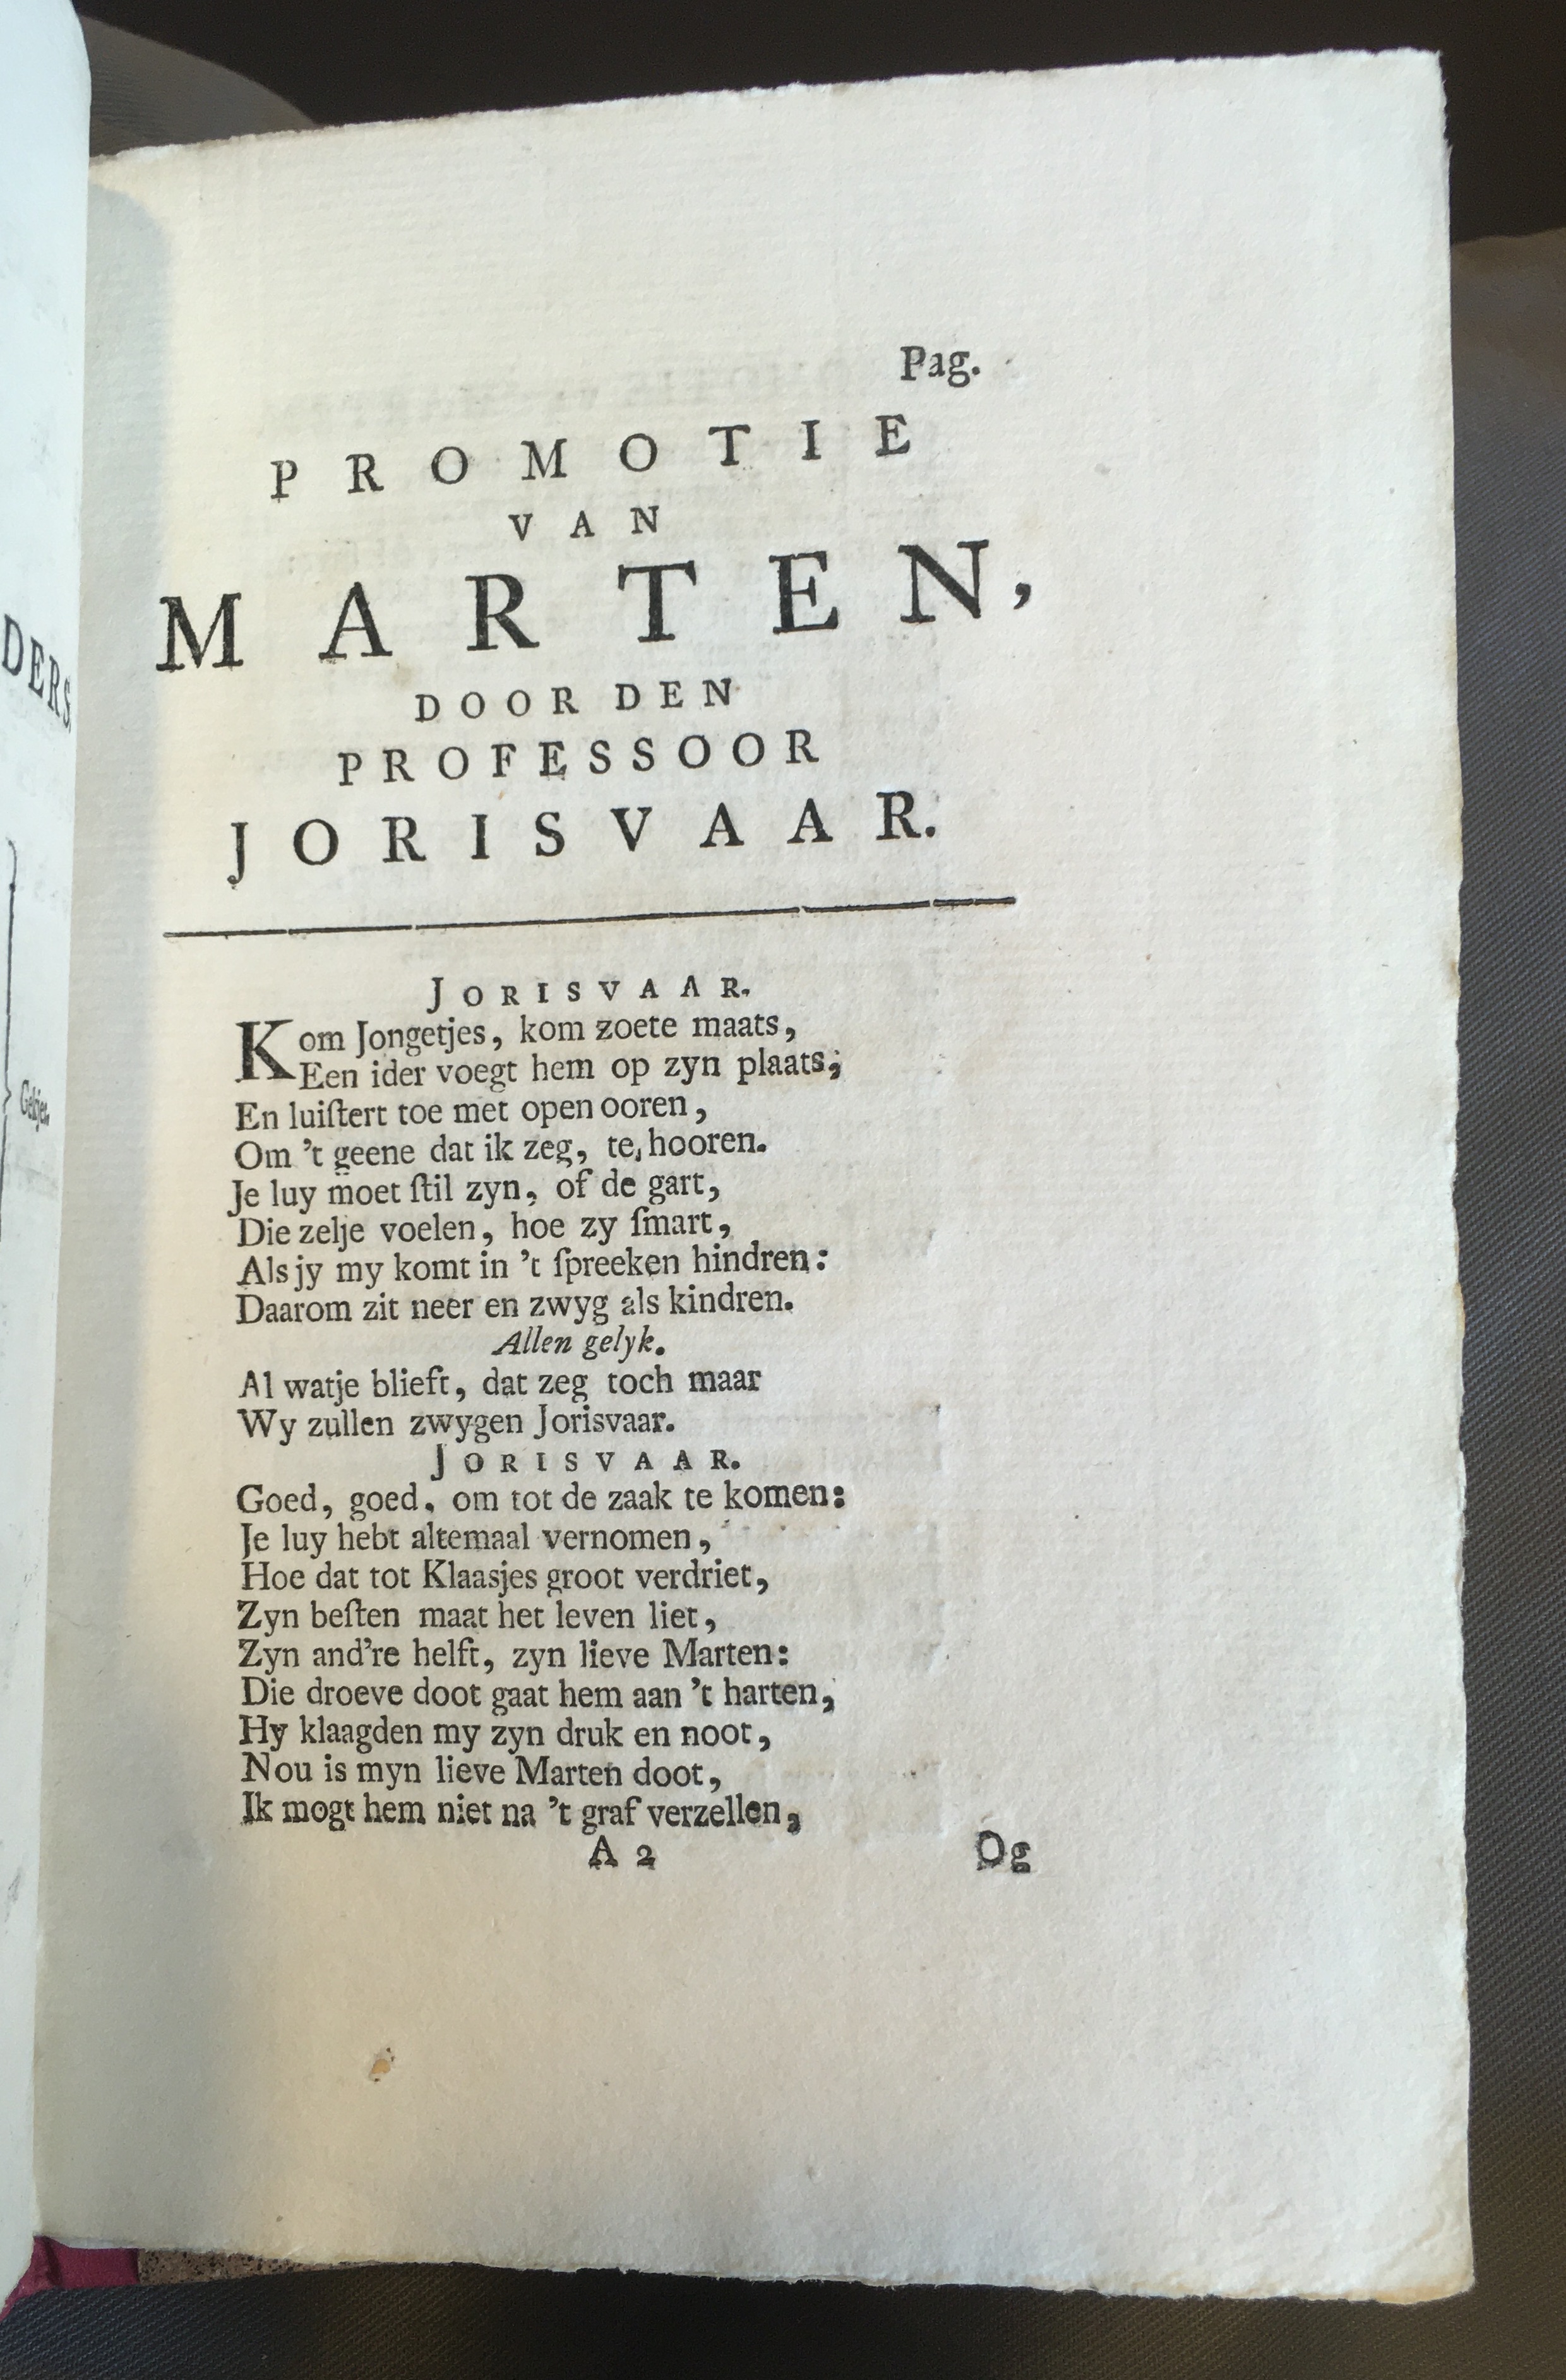 DERS.
Gekjes.
Pag.
PROMOTIE
VAN
MARTEN,
DOOR DEN
PROFESSOOR
JORISVAAR.
JORISVAAR.
Kom Jongetjes, kom zoete maats,
Een ider voegt hem op zyn plaats;
En luiſtert toe met open ooren,
Om 't geene dat ik zeg, te hooren.
Je luy moet ſtil zyn, of de gart,
Die zelje voelen, hoe zy ſmart,
Als jy my komt in 't ſpreeken hindren:
Daarom zit neer en zwyg als kindren.
Allen gelyk.
Al watje blieft, dat zeg toch maar
Wy zullen zwygen Jorisvaar.
JORISVAAR.
Goed, goed, om tot de zaak te komen:
Je luy hebt altemaal vernomen,
Hoe dat tot Klaasjes groot verdriet,
Zyn beſten maat het leven liet,
Zyn and're helft, zyn lieve Marten:
Die droeve doot gaat hem aan 't harten,
Hy klaagden my zyn druk en noot,
Nou is myn lieve Marten doot,
Ik mogt hem niet na 't graf verzellen,
A 2 Og